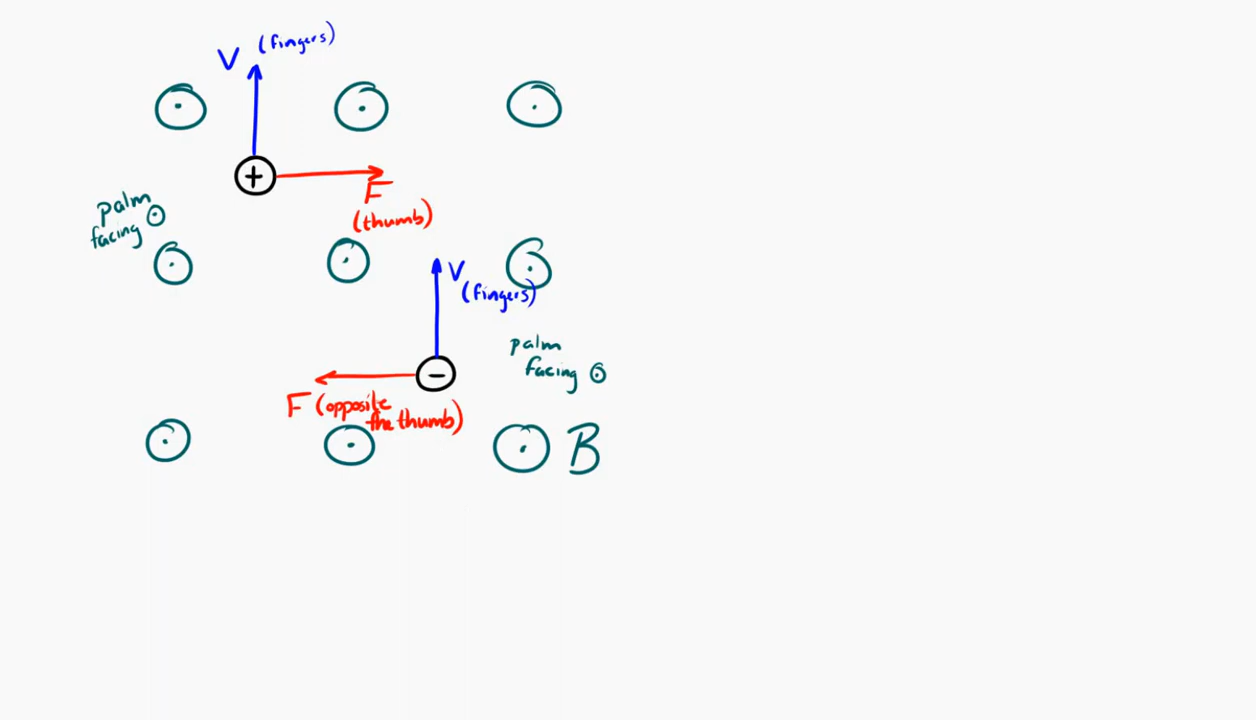 V (fingers)
+
F
(thumb)
palm
facing
V
(fingers)
palm
facing
-
F (opposite
the thumb)
B